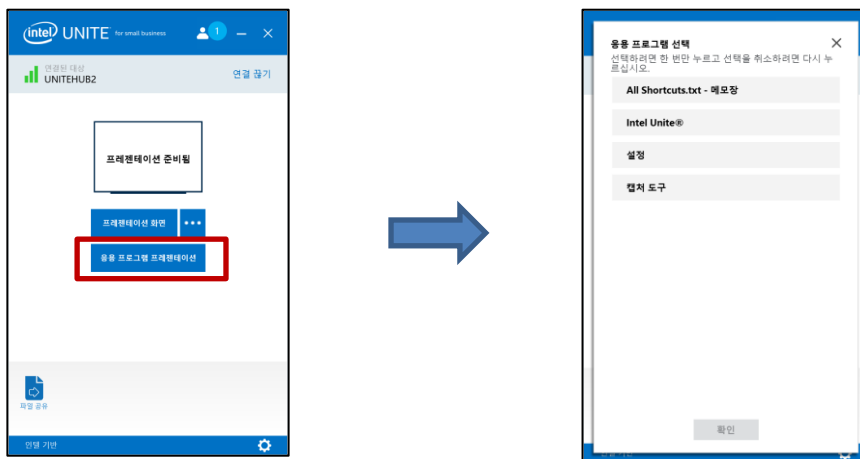 intel UNITE for small business 1
연결된 대상
UNITEHUB2
연결 끊기
프레젠테이션 준비됨
프레젠테이션 화면
응용 프로그램 프레젠테이션
파일 공유
인텔 기반
응용 프로그램 선택
선택하려면 한 번만 누르고 선택을 취소하려면 다시 누
르십시오.
All Shortcuts.txt - 메모장
Intel Unite®
설정
캡처 도구
확인
인텔 기반